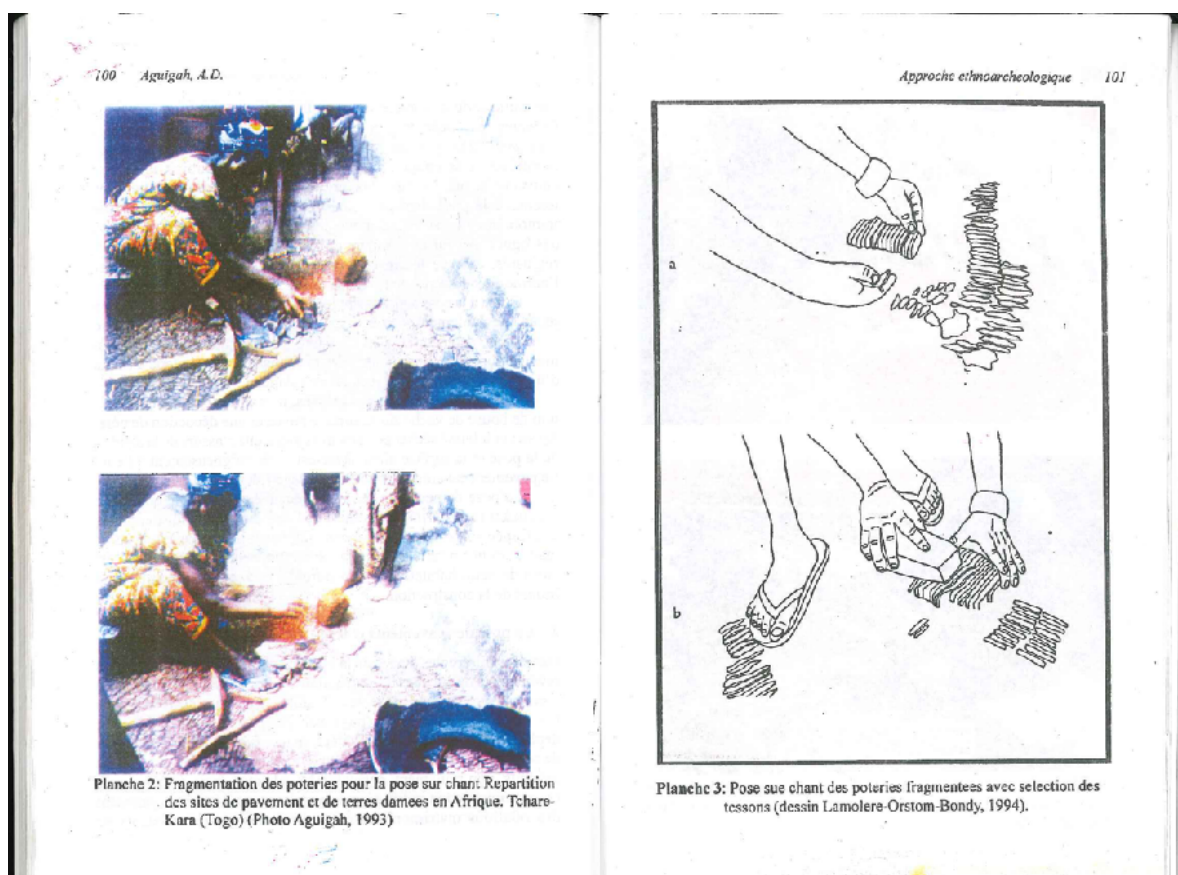 100 Aguigah, A.D.
Planche 2: Fragmentation des poteries pour la pose sur chant Repartition
des sites de pavement et de terres damees en Afrique. Tchare-
Kara (Togo) (Photo Aguigah, 1993)
Approche ethnoarcheologique 101
a
b
Planche 3: Pose sue chant des poteries fragmentees avec selection des
tessons (dessin Lamolere-Orstom-Bondy, 1994).